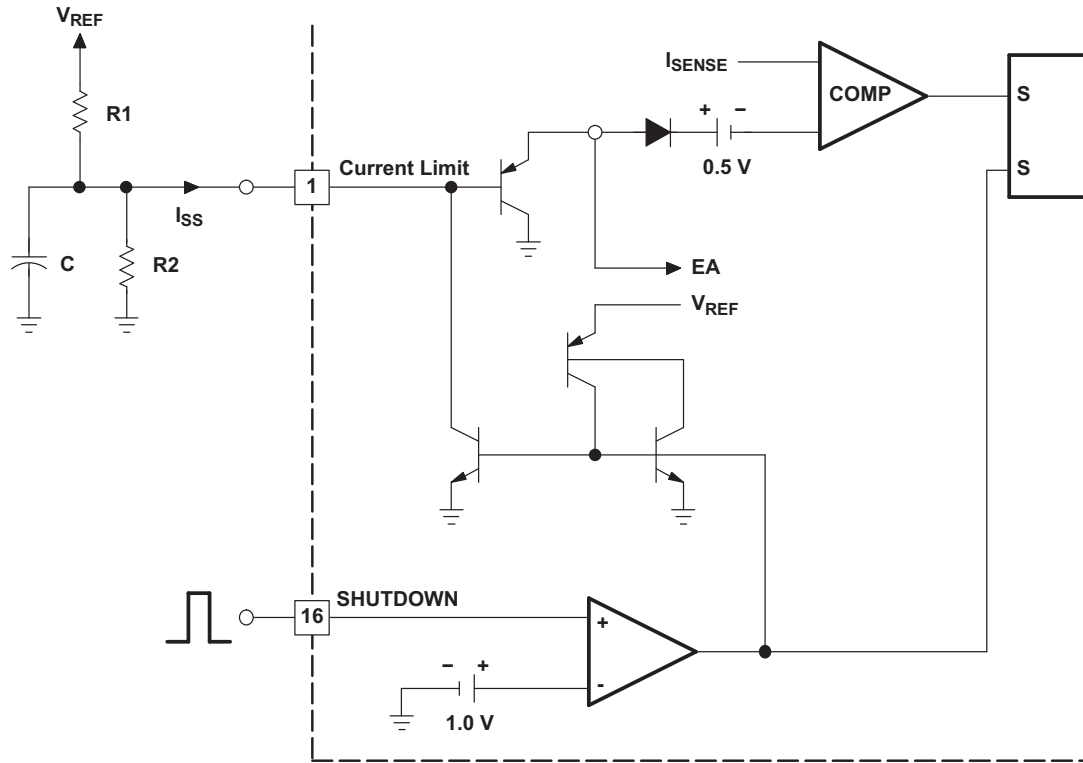 VREF
R1
ISENSE
COMP
S
+ −
0.5 V
1
Current Limit
S
ISS
C
R2
EA
VREF
16
SHUTDOWN
+
− +
-
1.0 V